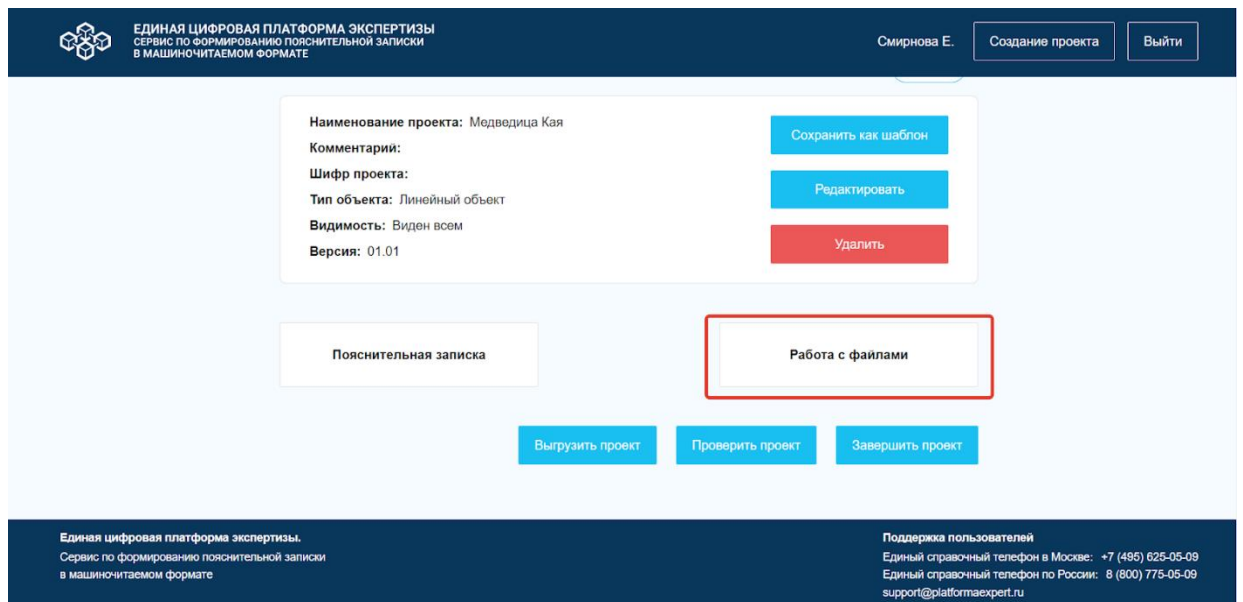 ЕДИНАЯ ЦИФРОВАЯ ПЛАТФОРМА ЭКСПЕРТИЗЫ
СЕРВИС ПО ФОРМИРОВАНИЮ ПОЯСНИТЕЛЬНОЙ ЗАПИСКИ
В МАШИНОЧИТАЕМОМ ФОРМАТЕ
Смирнова Е.
Создание проекта
Выйти
Наименование проекта: Медведица Кая
Комментарий:
Шифр проекта:
Тип объекта: Линейный объект
Видимость: Виден всем
Версия: 01.01
Сохранить как шаблон
Редактировать
Удалить
Пояснительная записка
Работа с файлами
Выгрузить проект
Проверить проект
Завершить проект
Единая цифровая платформа экспертизы.
Сервис по формированию пояснительной записки
в машиночитаемом формате
Поддержка пользователей
Единый справочный телефон в Москве: +7 (495) 625-05-09
Единый справочный телефон по России: 8 (800) 775-05-09
support@platformaexpert.ru